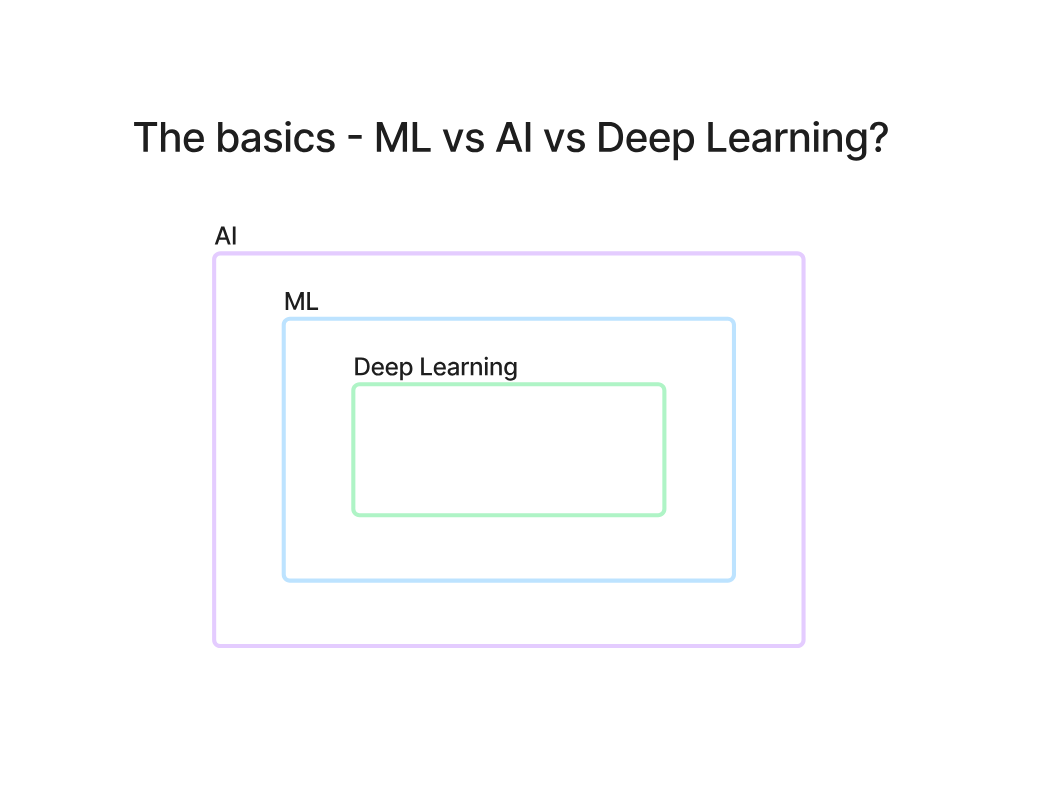 The basics - ML vs AI vs Deep Learning?
AI
ML
Deep Learning